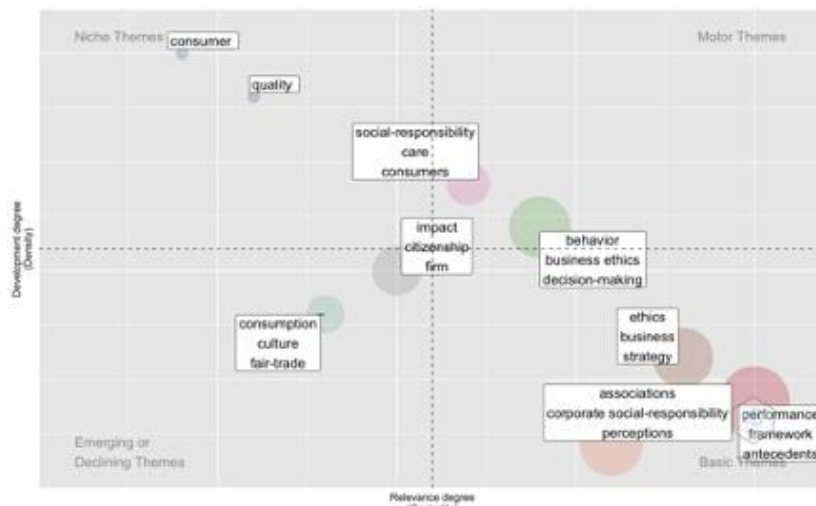 Niche Themes
consumer
Motor Themes
quality
social-responsibility
care
consumers
impact
citizenship
firm
behavior
business ethics
decision-making
consumption
culture
fair-trade
ethics
business
strategy
associations
corporate social-responsibility
perceptions
performance
framework
antecedents
Emerging or
Declining Themes
Basic Themes
Development degree
(Density)
Relevance degree